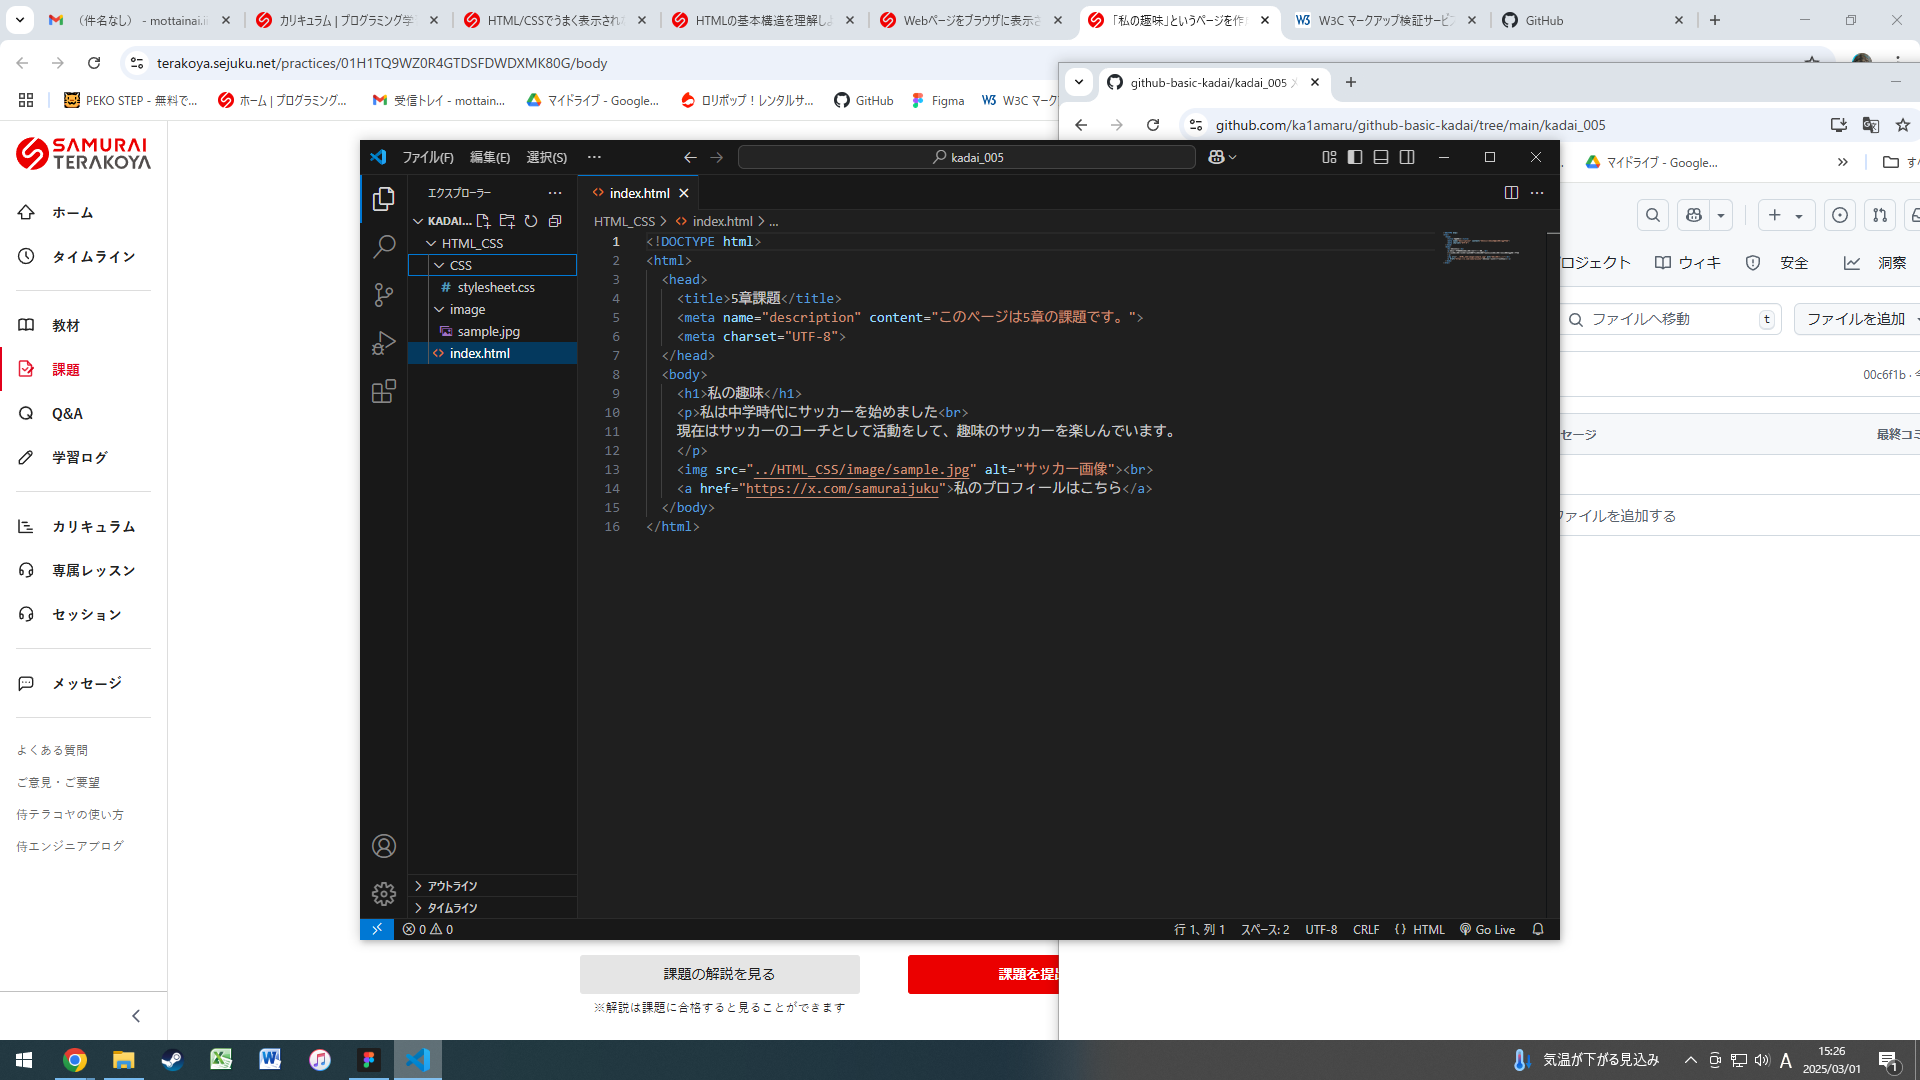 （件名なし） - mottainai.ii
カリキュラム | プログラミング学
HTML/CSSでうまく表示され
HTMLの基本構造を理解し
Webページをブラウザに表示さ
「私の趣味」というページを作
W3C マークアップ検証サービ
GitHub
terakoya.sejuku.net/practices/01H1TQ9WZ0R4GTDSFDWDXMK80G/body
PEKO STEP - 無料で...
ホーム | プログラミング...
受信トレイ - mottain...
マイドライブ - Google...
ロリポップ！レンタルサ...
GitHub
Figma
W3C マーク
github-basic-kadai/kadai_005
github.com/ka1amaru/github-basic-kadai/tree/main/kadai_005
マイドライブ - Google...
»
SAMURAI
TERAKOYA
ホーム
タイムライン
教材
課題
Q&A
学習ログ
カリキュラム
専属レッスン
セッション
メッセージ
よくある質問
ご意見・ご要望
侍テラコヤの使い方
侍エンジニアブログ
ファイル(F)
編集(E)
選択(S)
kadai_005
エクスプローラー
KADAI...
HTML_CSS
CSS
# stylesheet.css
image
sample.jpg
index.html
アウトライン
タイムライン
index.html
HTML_CSS > index.html > ...
1 <!DOCTYPE html>
2 <html>
3 <head>
4 <title>5章課題</title>
5 <meta name="description" content="このページは5章の課題です。">
6 <meta charset="UTF-8">
7 </head>
8 <body>
9 <h1>私の趣味</h1>
10 <p>私は中学時代にサッカーを始めました<br>
11 現在はサッカーのコーチとして活動をして、趣味のサッカーを楽しんでいます。
12 </p>
13 <img src="../HTML_CSS/image/sample.jpg" alt="サッカー画像"><br>
14 <a href="https://x.com/samuraijuku">私のプロフィールはこちら</a>
15 </body>
16 </html>
0
0
行 1、列 1
スペース: 2
UTF-8
CRLF
{ } HTML
Go Live
ロジェクト
ウィキ
安全
洞察
ファイルへ移動
t
ファイルを追加
00c6f1b · 
セージ
最終コミ
ファイルを追加する
課題の解説を見る
※解説は課題に合格すると見ることができます
課題を提
気温が下がる見込み
A
15:26
2025/03/01
1